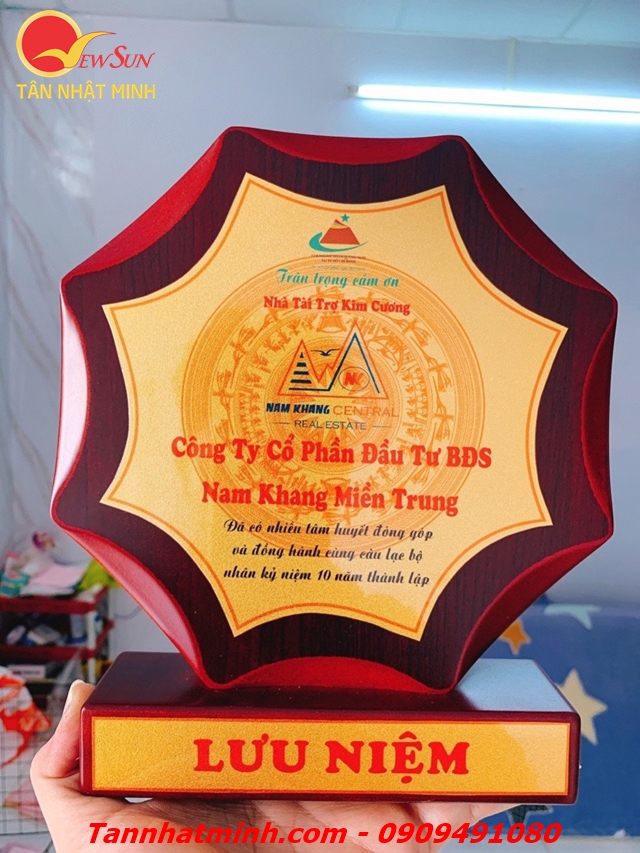 NEWSUN
TÂN NHẬT MINH
Trân trọng cảm ơn
Nhà Tài Trợ Kim Cương
NK
NAM KHANG CENTRAL
REAL ESTATE
Công Ty Cổ Phần Đầu Tư BĐS
Nam Khang Miền Trung
Đã có nhiều tâm huyết đóng góp
và đồng hành cùng câu lạc bộ
nhân kỷ niệm 10 năm thành lập
LƯU NIỆM
Tannhatminh.com - 0909491080